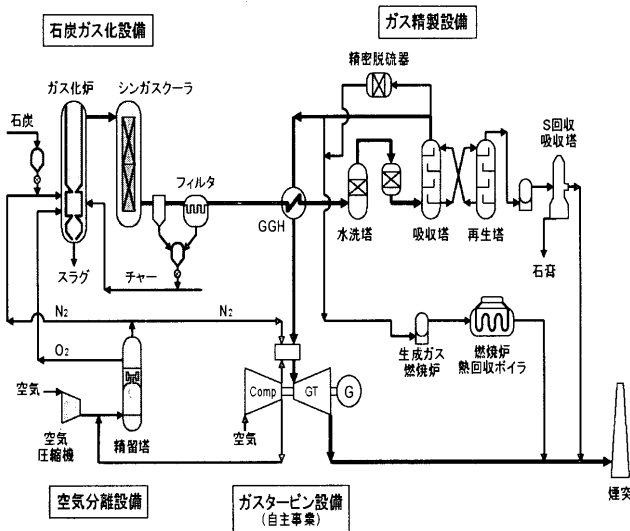 石炭ガス化設備
ガス精製設備
精密脱硫器
ガス化炉
シンガスクーラ
石炭
S回収
吸収塔
フィルタ
GGH
水洗塔
吸収塔
再生塔
石膏
スラグ
チャー
N2
N2
O2
生成ガス
燃焼炉
燃焼炉
熱回収ボイラ
空気
Comp
GT
G
空気
圧縮機
精留塔
空気
煙突
空気分離設備
ガスタービン設備
(自主事業)